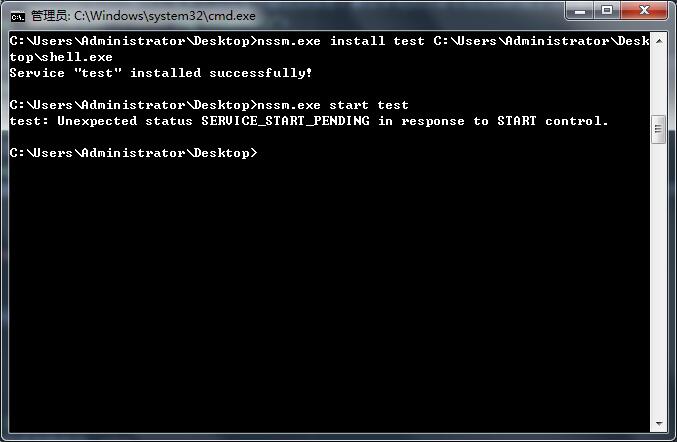 管理员: C:\Windows\system32\cmd.exe
C:\Users\Administrator\Desktop>nssm.exe install test C:\Users\Administrator\Desk
top\shell.exe
Service "test" installed successfully!
C:\Users\Administrator\Desktop>nssm.exe start test
test: Unexpected status SERVICE_START_PENDING in response to START control.
C:\Users\Administrator\Desktop>